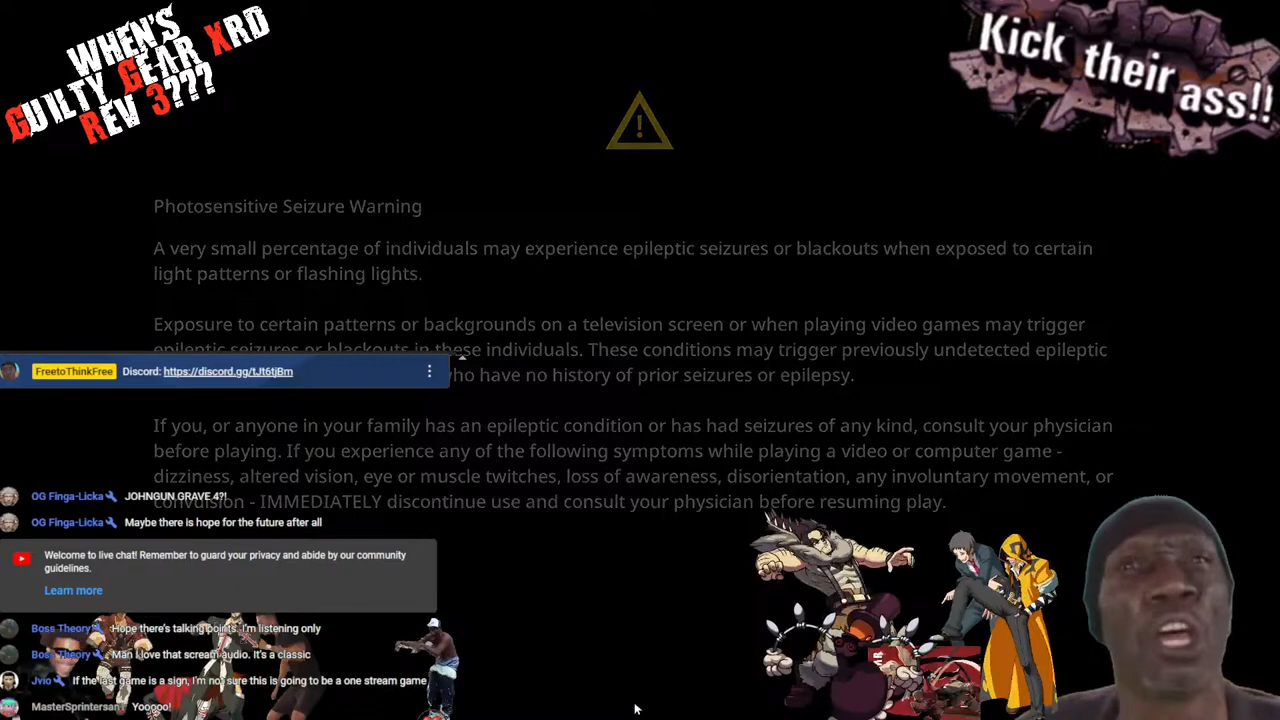 WHEN'S
GUILTY GEAR XRD
REV 3???
Kick their ass!!
Photosensitive Seizure Warning
A very small percentage of individuals may experience epileptic seizures or blackouts when exposed to certain
light patterns or flashing lights.
Exposure to certain patterns or backgrounds on a television screen or when playing video games may trigger
epileptic seizures or blackouts in these individuals. These conditions may trigger previously undetected epileptic
who have no history of prior seizures or epilepsy.
FreetoThinkFree Discord: https://discord.gg/tJt6tjBm
If you, or anyone in your family has an epileptic condition or has had seizures of any kind, consult your physician
before playing. If you experience any of the following symptoms while playing a video or computer game -
dizziness, altered vision, eye or muscle twitches, loss of awareness, disorientation, any involuntary movement, or
convulsion - IMMEDIATELY discontinue use and consult your physician before resuming play.
OG Finga-Licka JOHNGUN GRAVE 4?!
OG Finga-Licka Maybe there is hope for the future after all
Welcome to live chat! Remember to guard your privacy and abide by our community
guidelines.
Learn more
Boss Theory Hope there's talking points. I'm listening only
Boss Theory Man I love that scream audio. It's a classic
Jvio If the last game is a sign, I'm not sure this is going to be a one stream game
MasterSprintersan Yooooo!